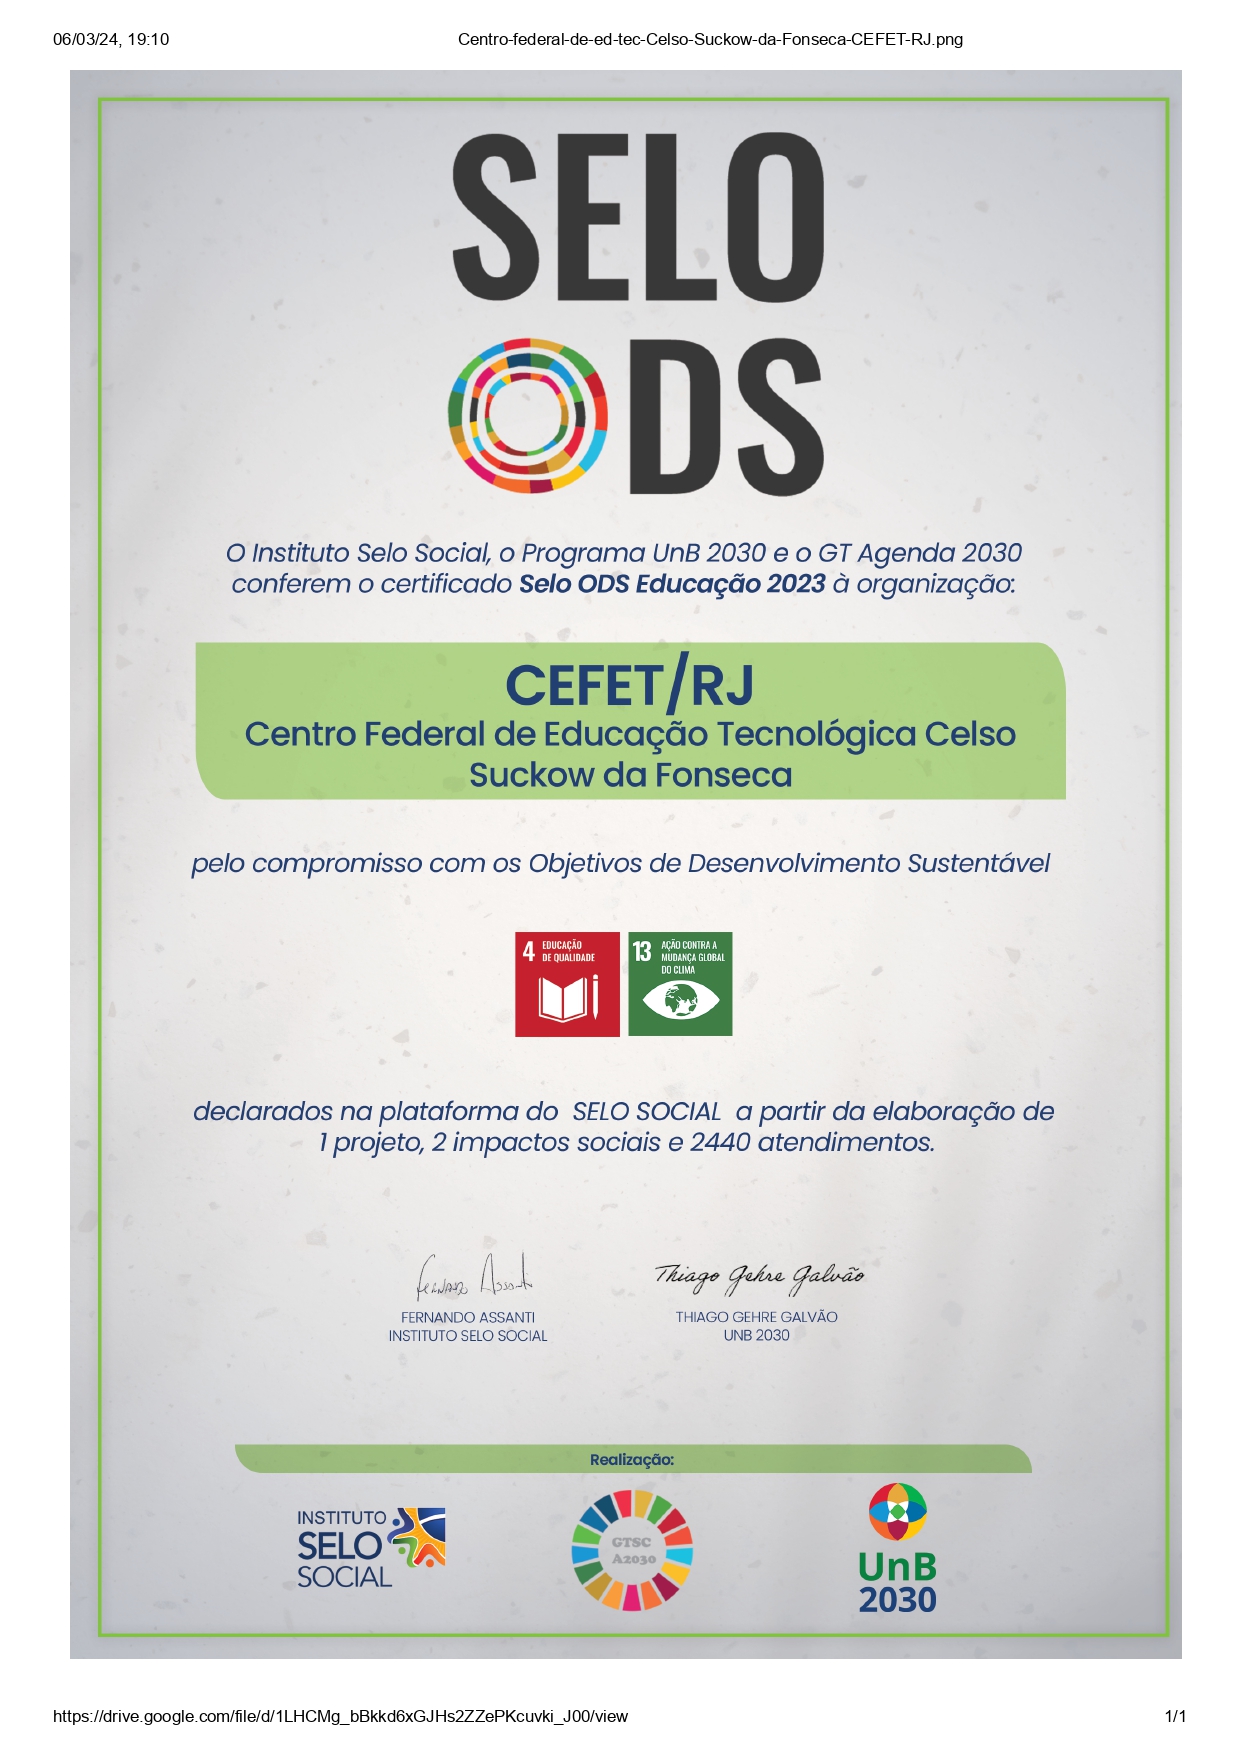 06/03/24, 19:10 Centro-federal-de-ed-tec-Celso-Suckow-da-Fonseca-CEFET-RJ.png
SELO
ODS
O Instituto Selo Social, o Programa UnB 2030 e o GT Agenda 2030
conferem o certificado Selo ODS Educação 2023 à organização:
CEFET/RJ
Centro Federal de Educação Tecnológica Celso
Suckow da Fonseca
pelo compromisso com os Objetivos de Desenvolvimento Sustentável
4 EDUCAÇÃO
DE QUALIDADE
13 AÇÃO CONTRA A
MUDANÇA GLOBAL
DO CLIMA
declarados na plataforma do SELO SOCIAL a partir da elaboração de
1 projeto, 2 impactos sociais e 2440 atendimentos.
Fernando Assanti
FERNANDO ASSANTI
INSTITUTO SELO SOCIAL
Thiago Gehre Galvão
THIAGO GEHRE GALVÃO
UNB 2030
Realização:
INSTITUTO
SELO
SOCIAL
GTSC
A2030
UnB
2030
https://drive.google.com/file/d/1LHCMg_bBkkd6xGJHs2ZZePKcuvki_J00/view 1/1